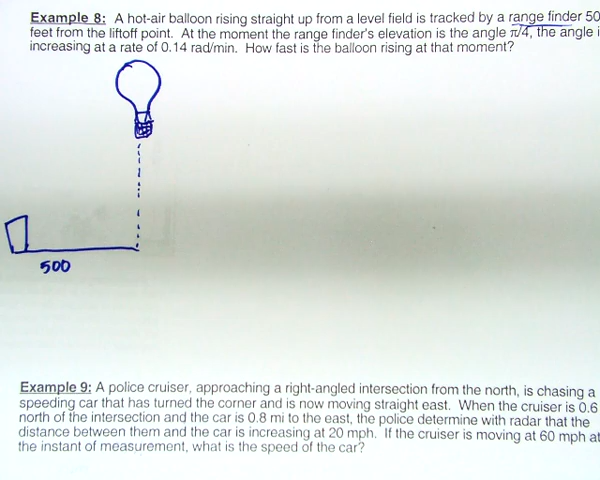 Example 8: A hot-air balloon rising straight up from a level field is tracked by a range finder 50
feet from the liftoff point. At the moment the range finder's elevation is the angle π/4, the angle i
increasing at a rate of 0.14 rad/min. How fast is the balloon rising at that moment?
500
Example 9: A police cruiser, approaching a right-angled intersection from the north, is chasing a
speeding car that has turned the corner and is now moving straight east. When the cruiser is 0.6
north of the intersection and the car is 0.8 mi to the east, the police determine with radar that the
distance between them and the car is increasing at 20 mph. If the cruiser is moving at 60 mph at
the instant of measurement, what is the speed of the car?